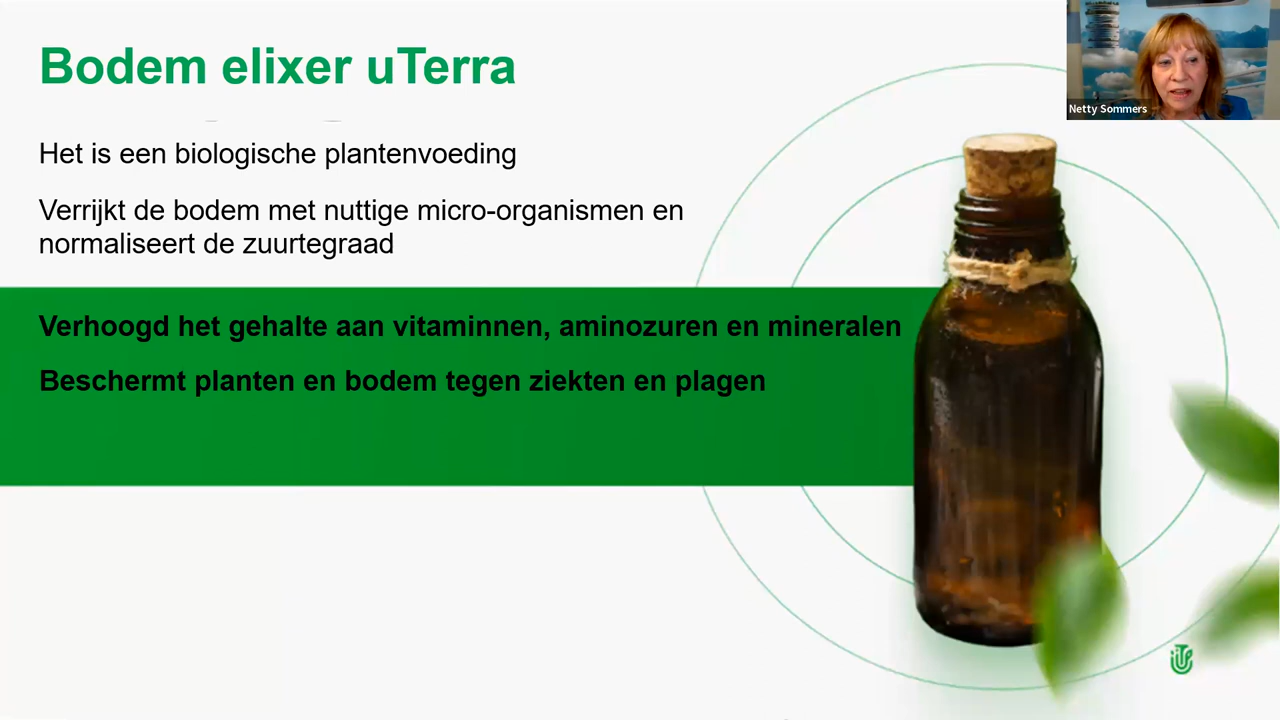 Bodem elixer uTerra
Netty Sommers
Het is een biologische plantenvoeding
Verrijkt de bodem met nuttige micro-organismen en
normaliseert de zuurtegraad
Verhoogd het gehalte aan vitaminnen, aminozuren en mineralen
Beschermt planten en bodem tegen ziekten en plagen